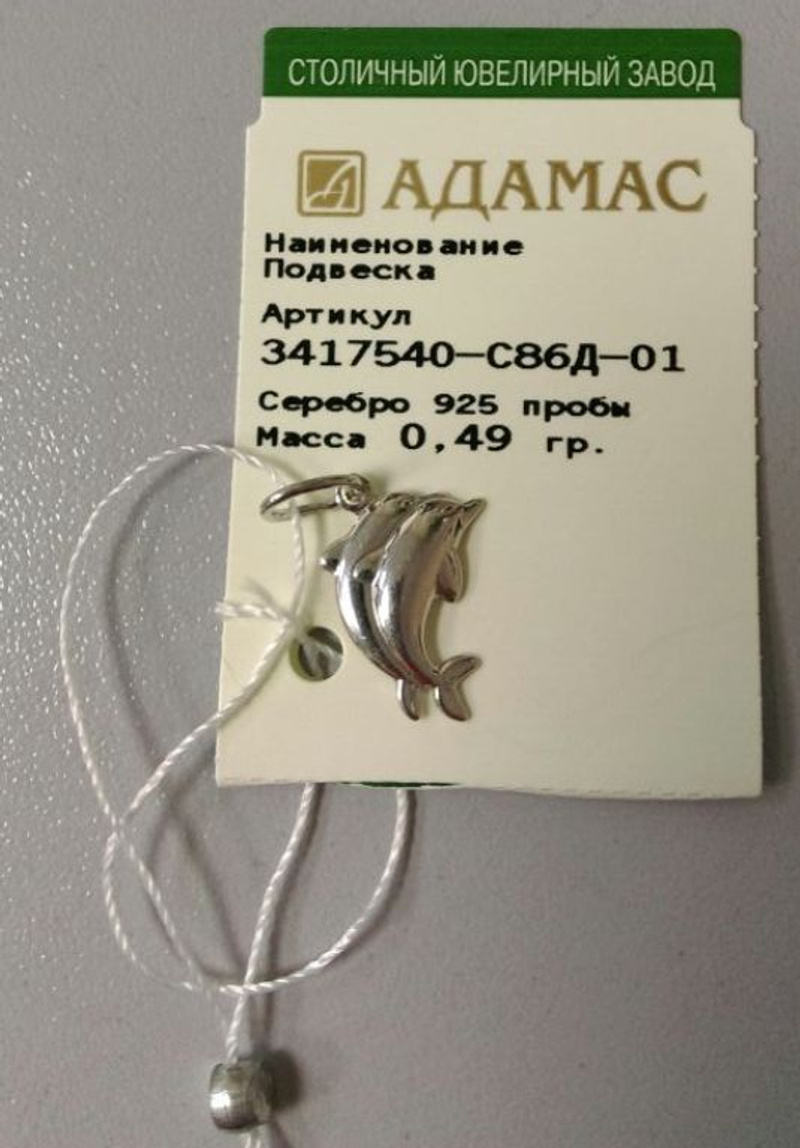 СТОЛИЧНЫЙ ЮВЕЛИРНЫЙ ЗАВОД
АДАМАС
Наименование
Подвеска
Артикул
3417540-С86Д-01
Серебро 925 пробы
Масса 0,49 гр.